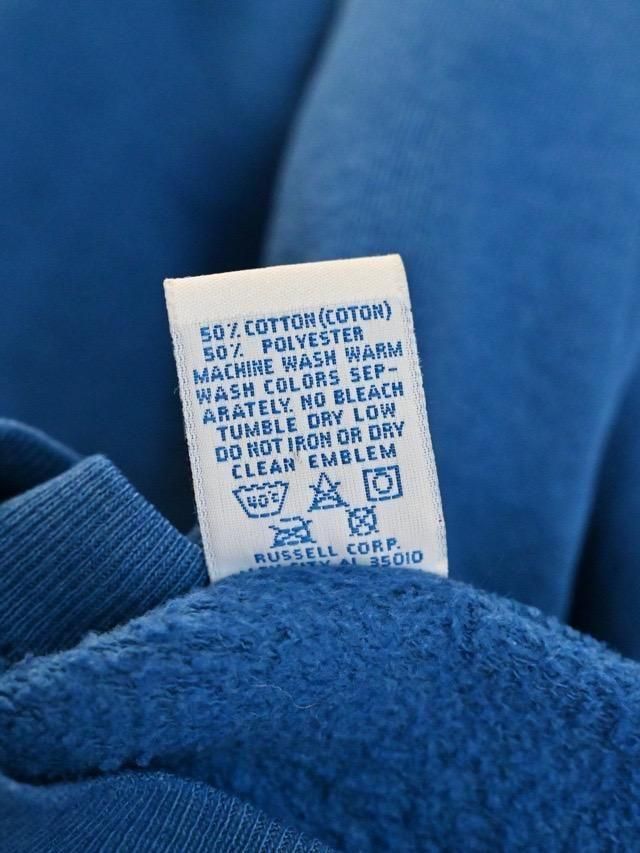 50% COTTON (COTON)
50% POLYESTER
MACHINE WASH WARM
WASH COLORS SEP-
ARATELY. NO BLEACH
TUMBLE DRY LOW
DO NOT IRON OR DRY
CLEAN EMBLEM
40°C
RUSSELL CORP.
CITY AL 35010